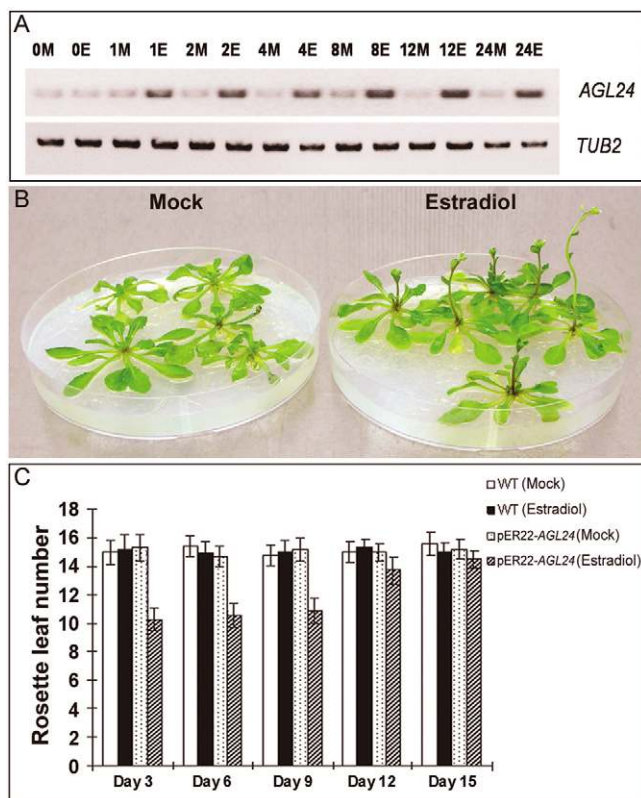 A
0M 0E 1M 1E 2M 2E 4M 4E 8M 8E 12M 12E 24M 24E
AGL24
TUB2
B
Mock Estradiol
C
WT (Mock)
WT (Estradiol)
pER22-AGL24 (Mock)
pER22-AGL24 (Estradiol)
Rosette leaf number
18
16
14
12
10
8
6
4
2
0
Day 3 Day 6 Day 9 Day 12 Day 15